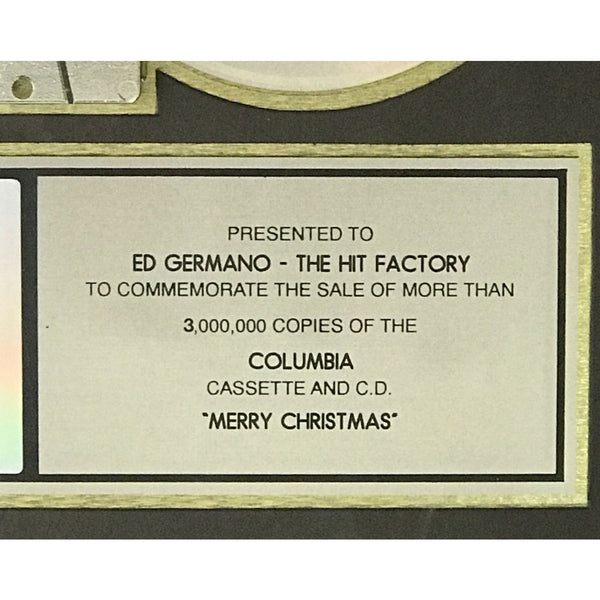 PRESENTED TO
ED GERMANO - THE HIT FACTORY
TO COMMEMORATE THE SALE OF MORE THAN
3,000,000 COPIES OF THE
COLUMBIA
CASSETTE AND C.D.
"MERRY CHRISTMAS"